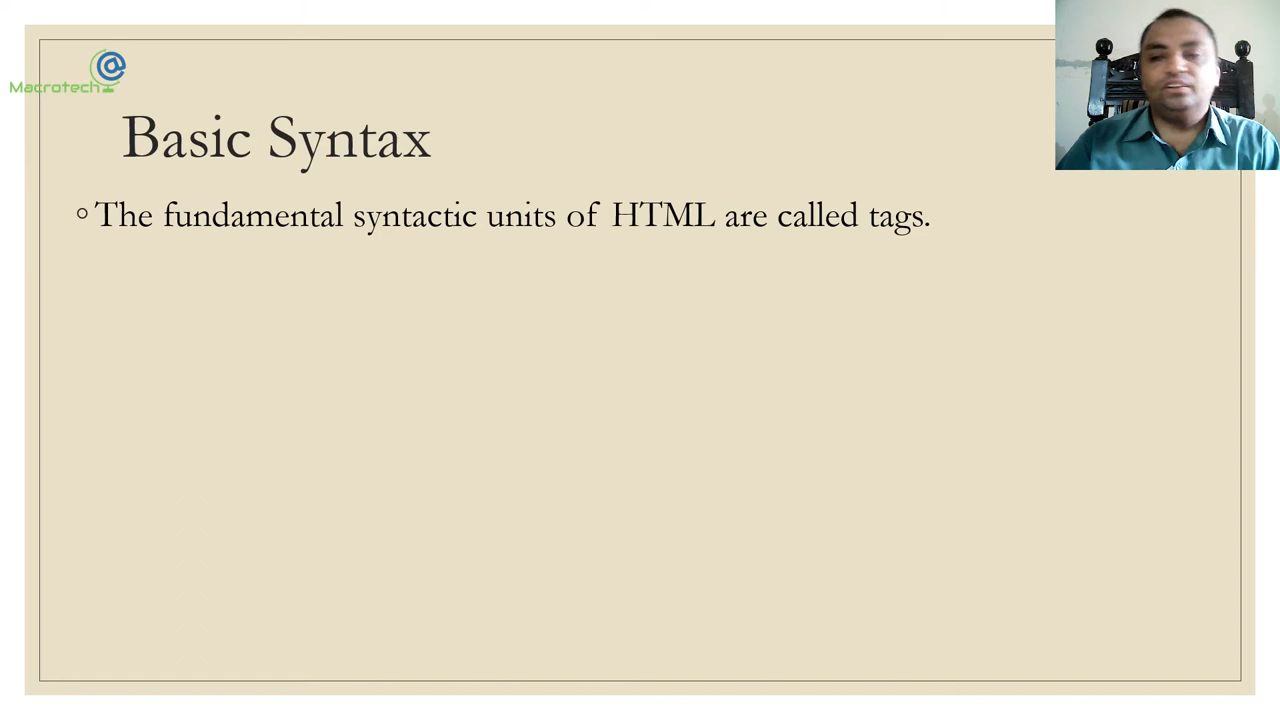 Macrotech
Basic Syntax
The fundamental syntactic units of HTML are called tags.